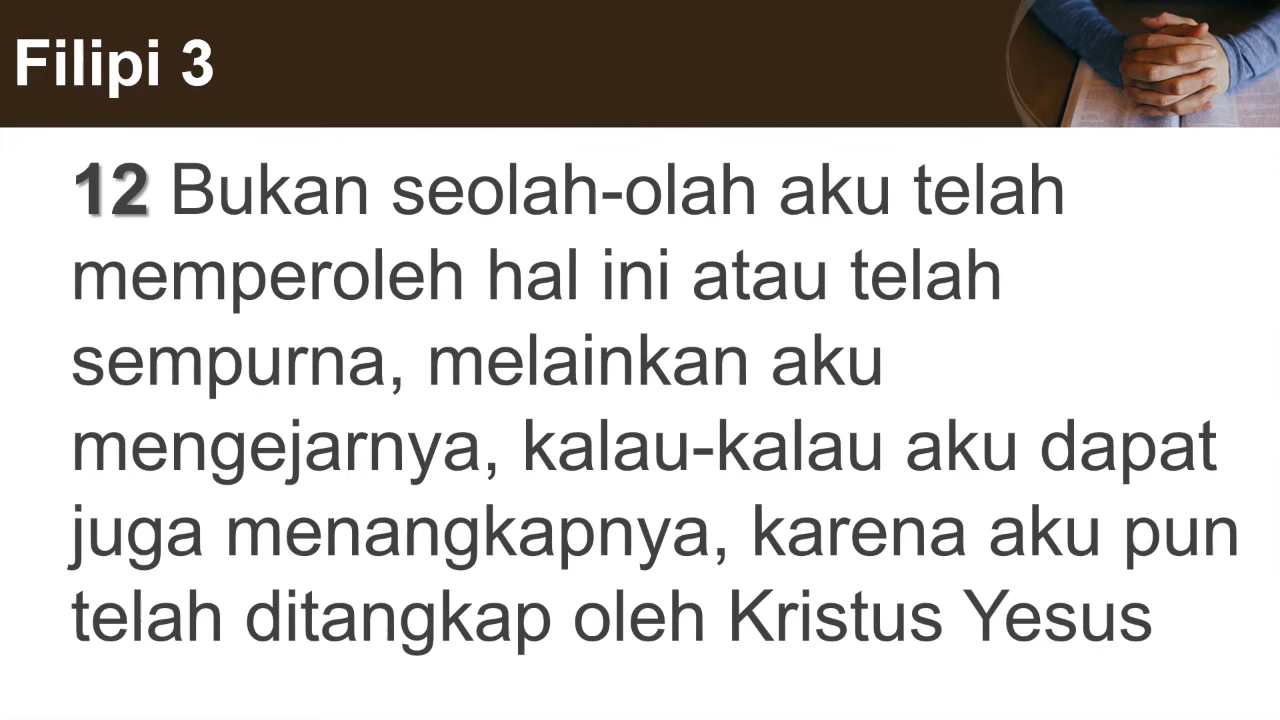 Filipi 3
12 Bukan seolah-olah aku telah
memperoleh hal ini atau telah
sempurna, melainkan aku
mengejarnya, kalau-kalau aku dapat
juga menangkapnya, karena aku pun
telah ditangkap oleh Kristus Yesus